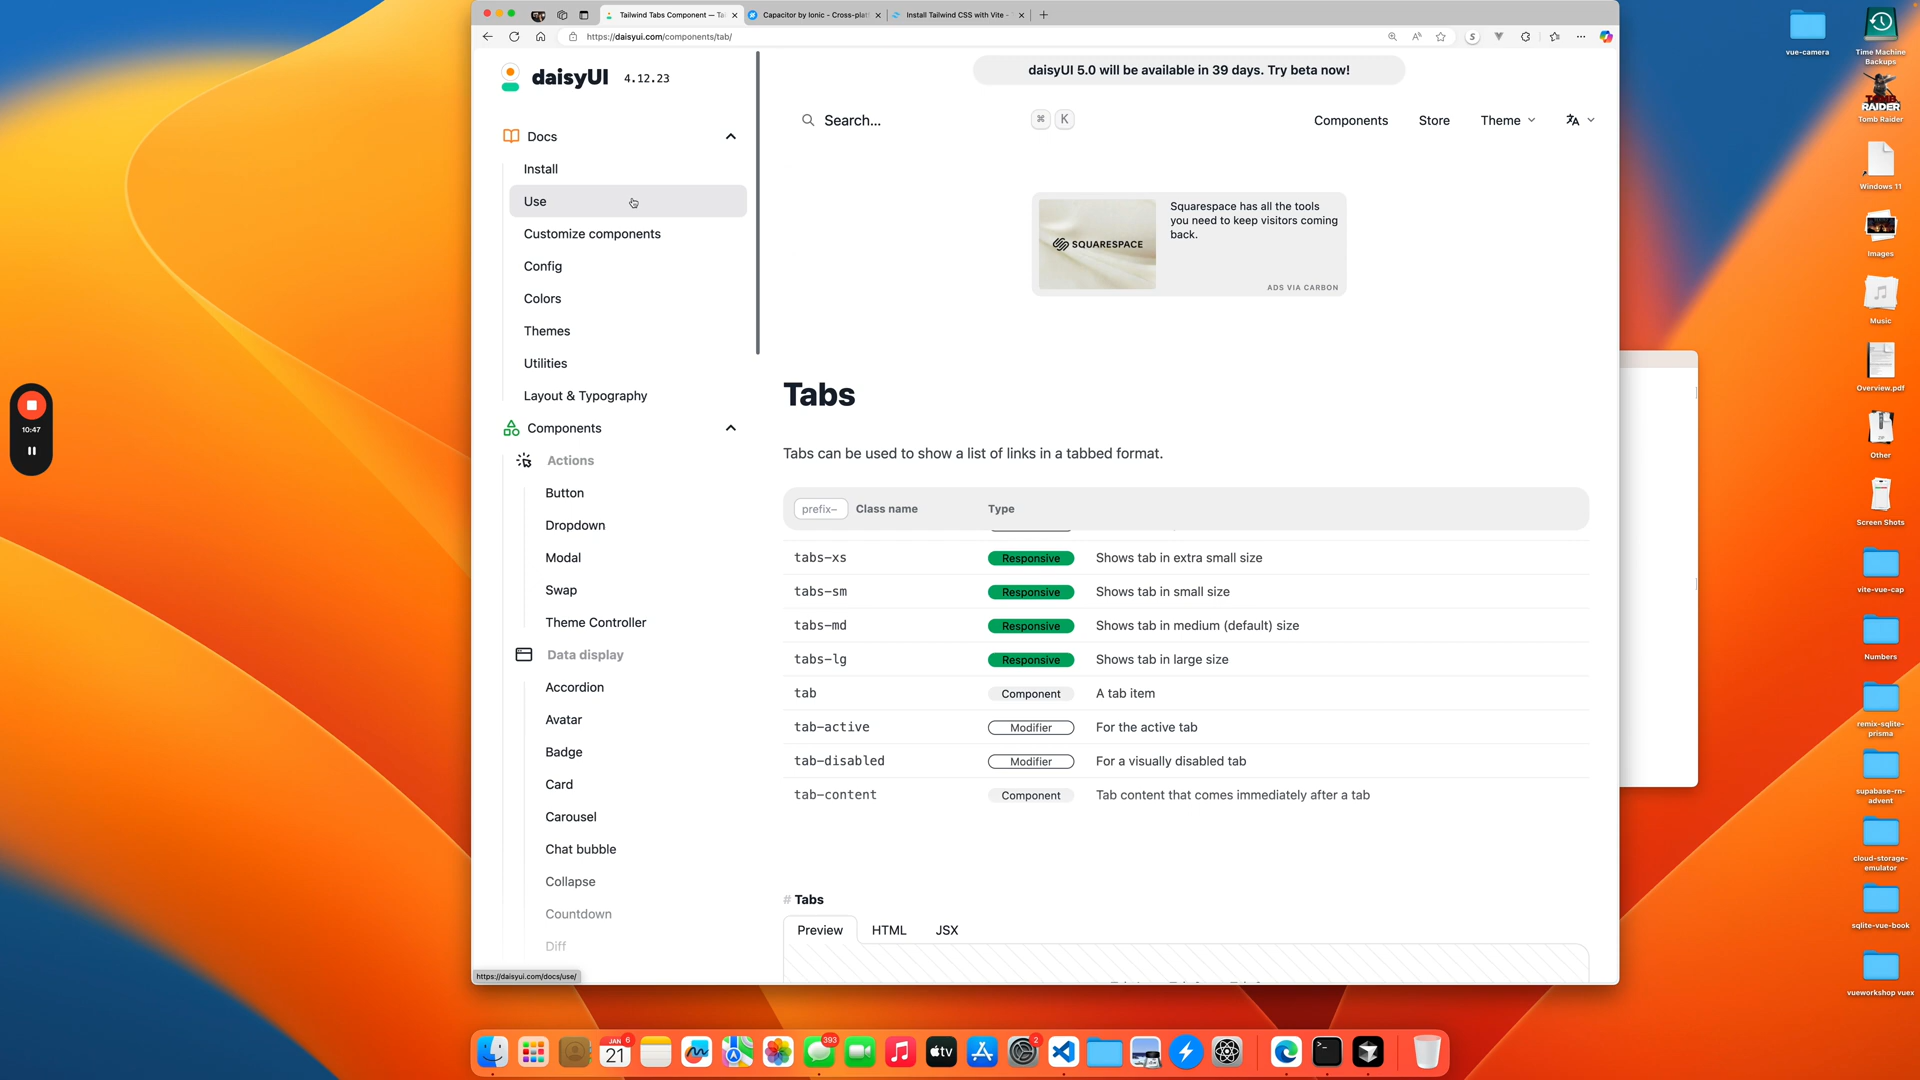 Tailwind Tabs Component — Ta
Capacitor by Ionic - Cross-plat
Install Tailwind CSS with Vite -
https://daisyui.com/components/tab/
daisyUI 4.12.23
Docs
Install
Use
Customize components
Config
Colors
Themes
Utilities
Layout & Typography
Components
Actions
Button
Dropdown
Modal
Swap
Theme Controller
Data display
Accordion
Avatar
Badge
Card
Carousel
Chat bubble
Collapse
Countdown
Diff
https://daisyui.com/docs/use/
daisyUI 5.0 will be available in 39 days. Try beta now!
Search...
⌘ K
Components
Store
Theme
SQUARESPACE
Squarespace has all the tools
you need to keep visitors coming
back.
ADS VIA CARBON
Tabs
Tabs can be used to show a list of links in a tabbed format.
prefix- Class name Type
tabs-xs Responsive Shows tab in extra small size
tabs-sm Responsive Shows tab in small size
tabs-md Responsive Shows tab in medium (default) size
tabs-lg Responsive Shows tab in large size
tab Component A tab item
tab-active Modifier For the active tab
tab-disabled Modifier For a visually disabled tab
tab-content Component Tab content that comes immediately after a tab
# Tabs
Preview HTML JSX
10:47
vue-camera
Time Machine
Backups
TOMB
RAIDER
Tomb Raider
Windows 11
Images
Music
Overview.pdf
Other
Screen Shots
vite-vue-cap
Numbers
remix-sqlite-
prisma
supabase-rn-
advent
cloud-storage-
emulator
sqlite-vue-book
vueworkshop vuex
JAN 6
21
393
tv
2